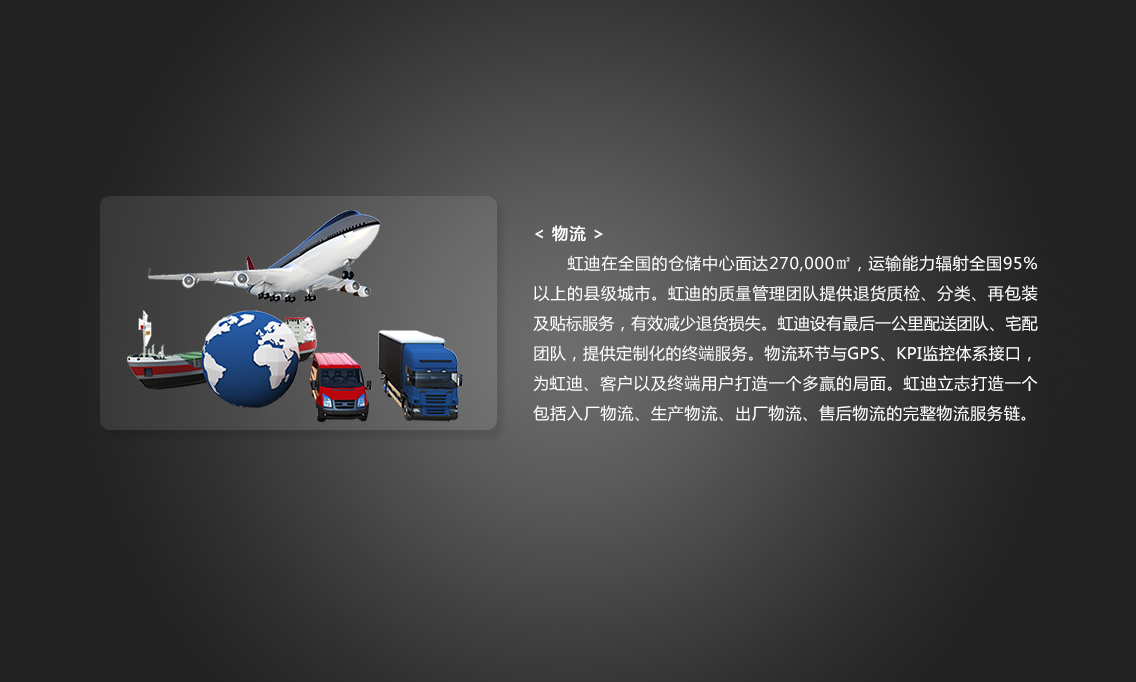 < 物流 >
虹迪在全国的仓储中心面达270,000㎡，运输能力辐射全国95%
以上的县级城市。虹迪的质量管理团队提供退货质检、分类、再包装
及贴标服务，有效减少退货损失。虹迪设有最后一公里配送团队、宅配
团队，提供定制化的终端服务。物流环节与GPS、KPI监控体系接口，
为虹迪、客户以及终端用户打造一个多赢的局面。虹迪立志打造一个
包括入厂物流、生产物流、出厂物流、售后物流的完整物流服务链。